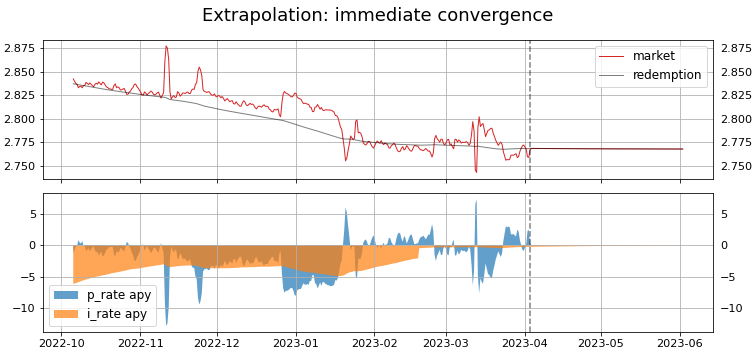 Extrapolation: immediate convergence
2.875 2.875
2.850 2.850
2.825 2.825
2.800 2.800
2.775 2.775
2.750 2.750
market
redemption
5 5
0 0
−5 −5
−10 −10
p_rate apy
i_rate apy
2022-10 2022-11 2022-12 2023-01 2023-02 2023-03 2023-04 2023-05 2023-06